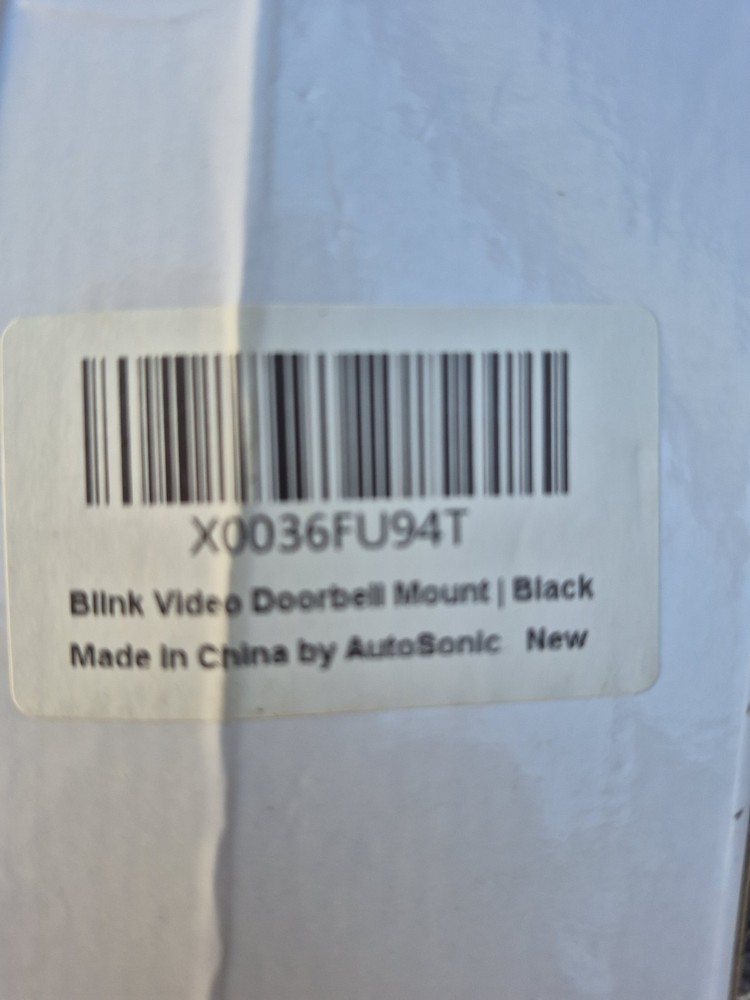 X0036FU94T
Blink Video Doorbell Mount | Black
Made in China by AutoSonic New